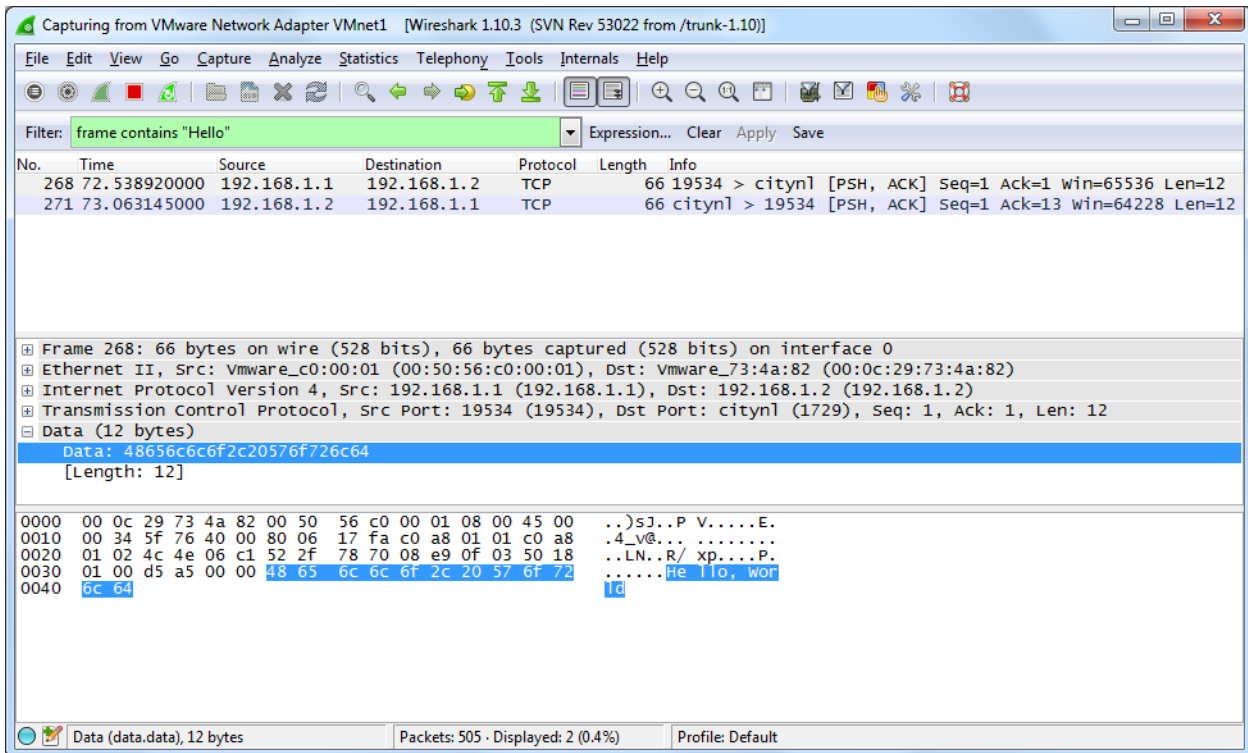 Capturing from VMware Network Adapter VMnet1 [Wireshark 1.10.3 (SVN Rev 53022 from /trunk-1.10)]
File Edit View Go Capture Analyze Statistics Telephony Tools Internals Help
Filter: frame contains "Hello" Expression... Clear Apply Save
No. Time Source Destination Protocol Length Info
268 72.538920000 192.168.1.1 192.168.1.2 TCP 66 19534 > citynl [PSH, ACK] Seq=1 Ack=1 Win=65536 Len=12
271 73.063145000 192.168.1.2 192.168.1.1 TCP 66 citynl > 19534 [PSH, ACK] Seq=1 Ack=13 Win=64228 Len=12
Frame 268: 66 bytes on wire (528 bits), 66 bytes captured (528 bits) on interface 0
Ethernet II, Src: Vmware_c0:00:01 (00:50:56:c0:00:01), Dst: Vmware_73:4a:82 (00:0c:29:73:4a:82)
Internet Protocol Version 4, Src: 192.168.1.1 (192.168.1.1), Dst: 192.168.1.2 (192.168.1.2)
Transmission Control Protocol, Src Port: 19534 (19534), Dst Port: citynl (1729), Seq: 1, Ack: 1, Len: 12
Data (12 bytes)
Data: 48656c6c6f2c20576f726c64
[Length: 12]
0000 00 0c 29 73 4a 82 00 50 56 c0 00 01 08 00 45 00 ..)sJ..P V.....E.
0010 00 34 5f 76 40 00 80 06 17 fa c0 a8 01 01 c0 a8 .4_v@... ........
0020 01 02 4c 4e 06 c1 52 2f 78 70 08 e9 0f 03 50 18 ..LN..R/ xp....P.
0030 01 00 d5 a5 00 00 48 65 6c 6c 6f 2c 20 57 6f 72 ......He llo, Wor
0040 6c 64 ld
Data (data.data), 12 bytes Packets: 505 · Displayed: 2 (0.4%) Profile: Default